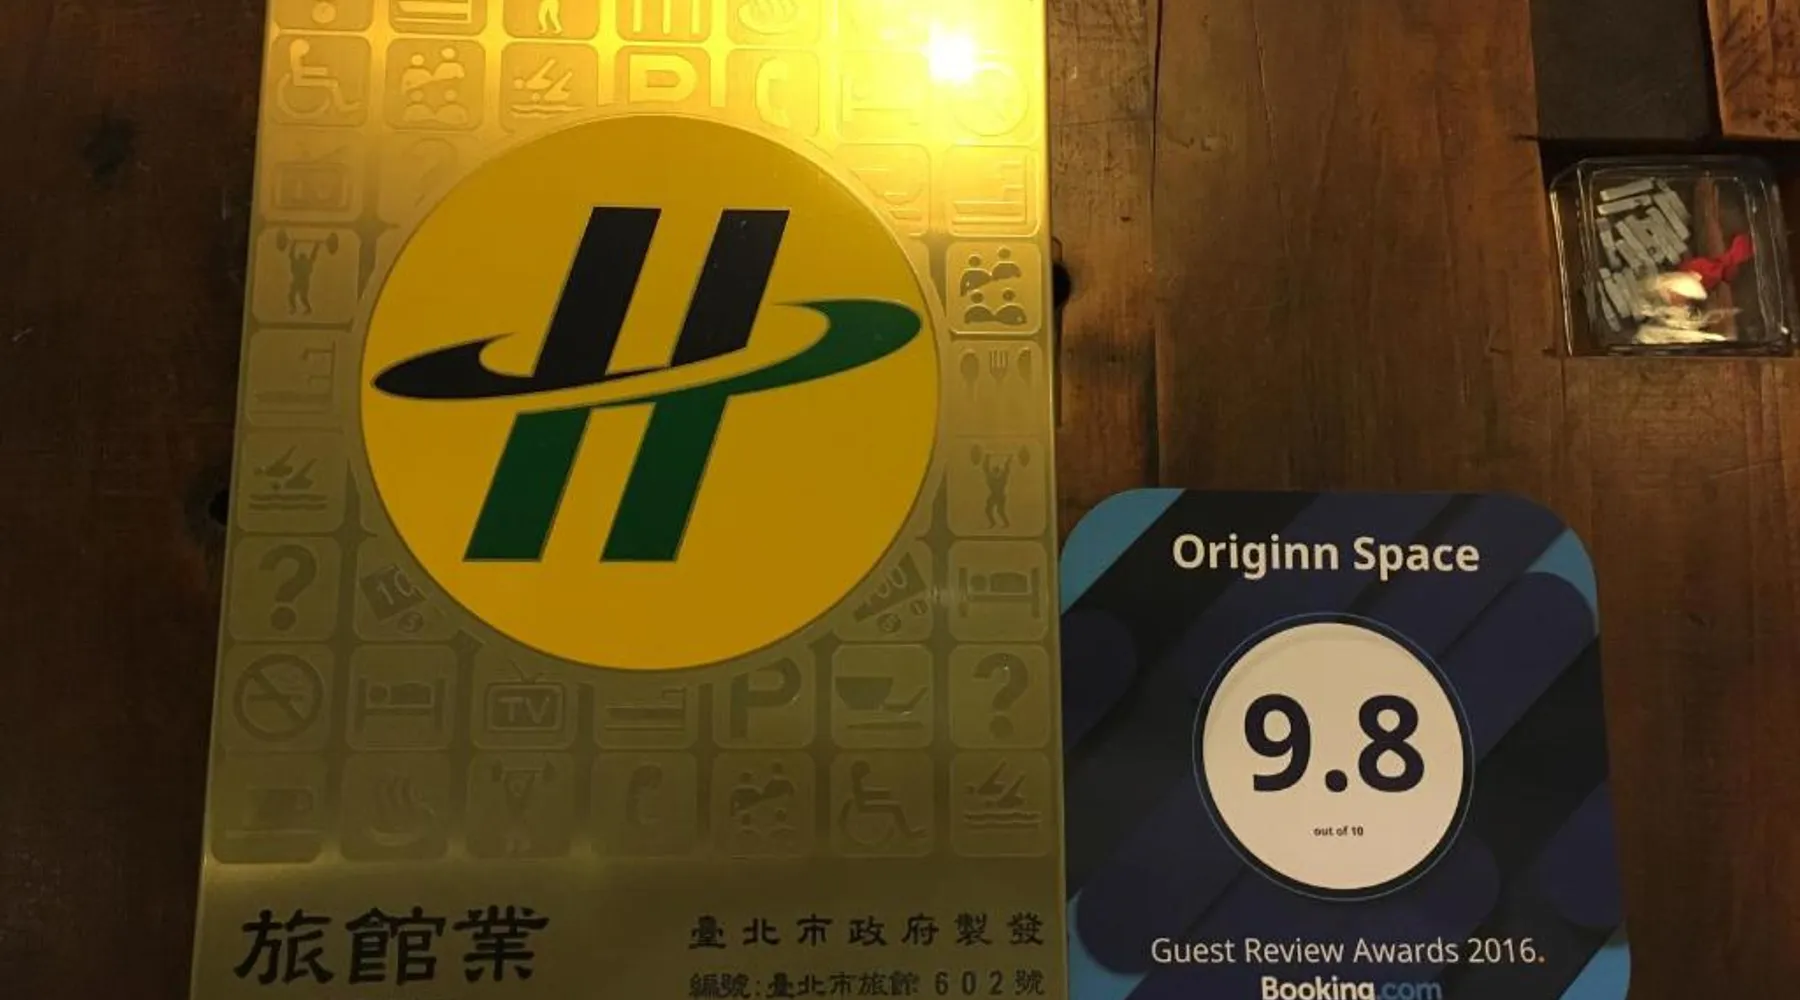 旅館業
臺北市政府製發
編號:臺北市旅館602號
TV
Originn Space
9.8
out of 10
Guest Review Awards 2016.
Booking.com